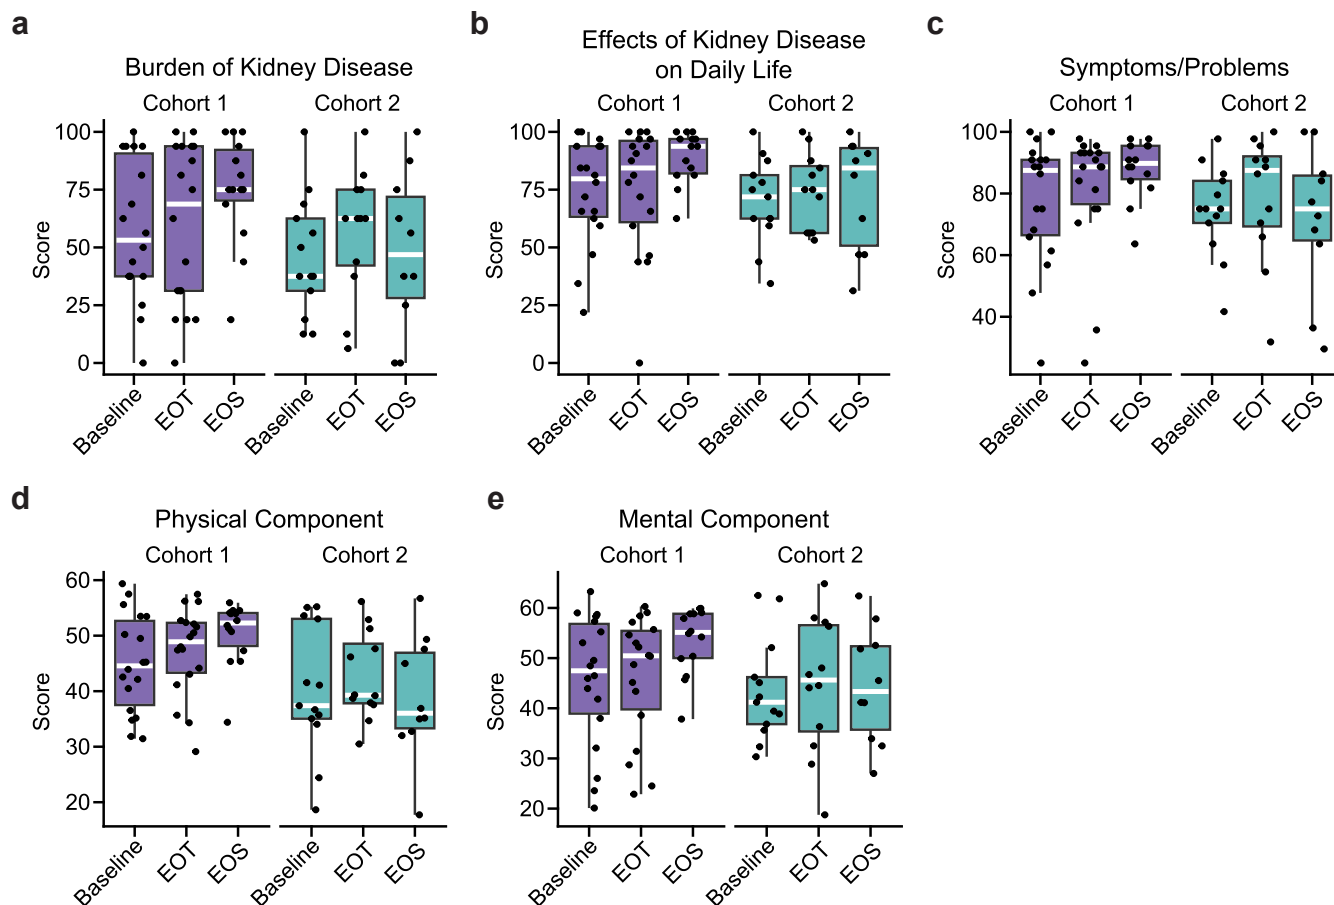 a
Burden of Kidney Disease
Cohort 1
Cohort 2
Score
100
75
50
25
0
Baseline
EOT
EOS
Baseline
EOT
EOS
b
Effects of Kidney Disease
on Daily Life
Cohort 1
Cohort 2
Score
100
75
50
25
0
Baseline
EOT
EOS
Baseline
EOT
EOS
c
Symptoms/Problems
Cohort 1
Cohort 2
Score
100
80
60
40
Baseline
EOT
EOS
Baseline
EOT
EOS
d
Physical Component
Cohort 1
Cohort 2
Score
60
50
40
30
20
Baseline
EOT
EOS
Baseline
EOT
EOS
e
Mental Component
Cohort 1
Cohort 2
Score
60
50
40
30
20
Baseline
EOT
EOS
Baseline
EOT
EOS